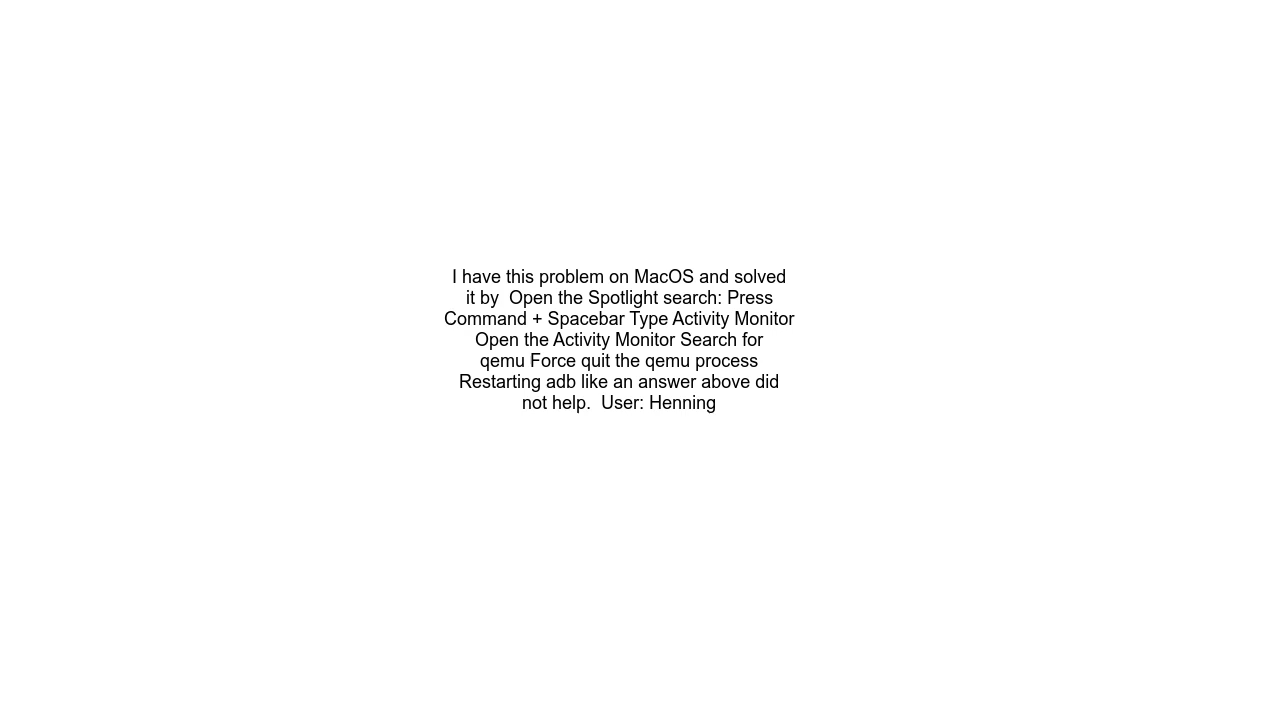 I have this problem on MacOS and solved
it by  Open the Spotlight search: Press
Command + Spacebar Type Activity Monitor
Open the Activity Monitor Search for
qemu Force quit the qemu process
Restarting adb like an answer above did
not help.  User: Henning